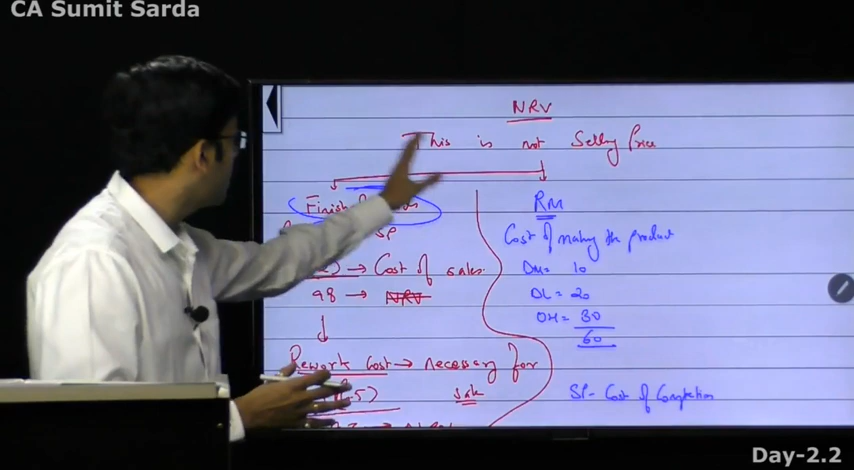 CA Sumit Sarda
NRV
This is not Selling Price
Finish
SP
→ Cost of sales
98 → NRV
Rework Cost → necessary for
sale
RM
Cost of making the product
DM = 10
DL = 20
OH = 30
60
SP - Cost of Completion
Day-2.2